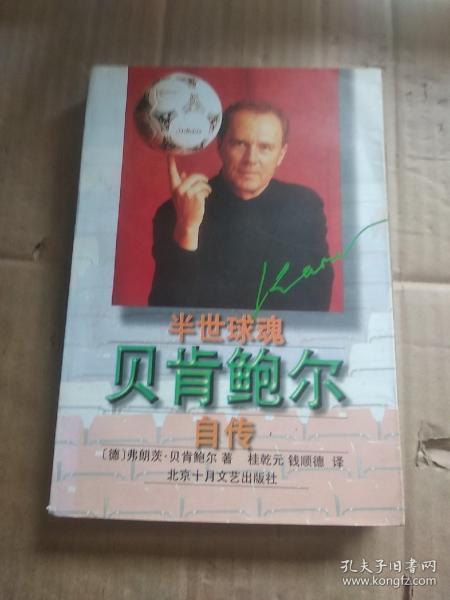 半世球魂
贝肯鲍尔
自传
〔德〕弗朗茨·贝肯鲍尔 著 桂乾元 钱顺德 译
北京十月文艺出版社
孔夫子旧书网
www.kongfz.com